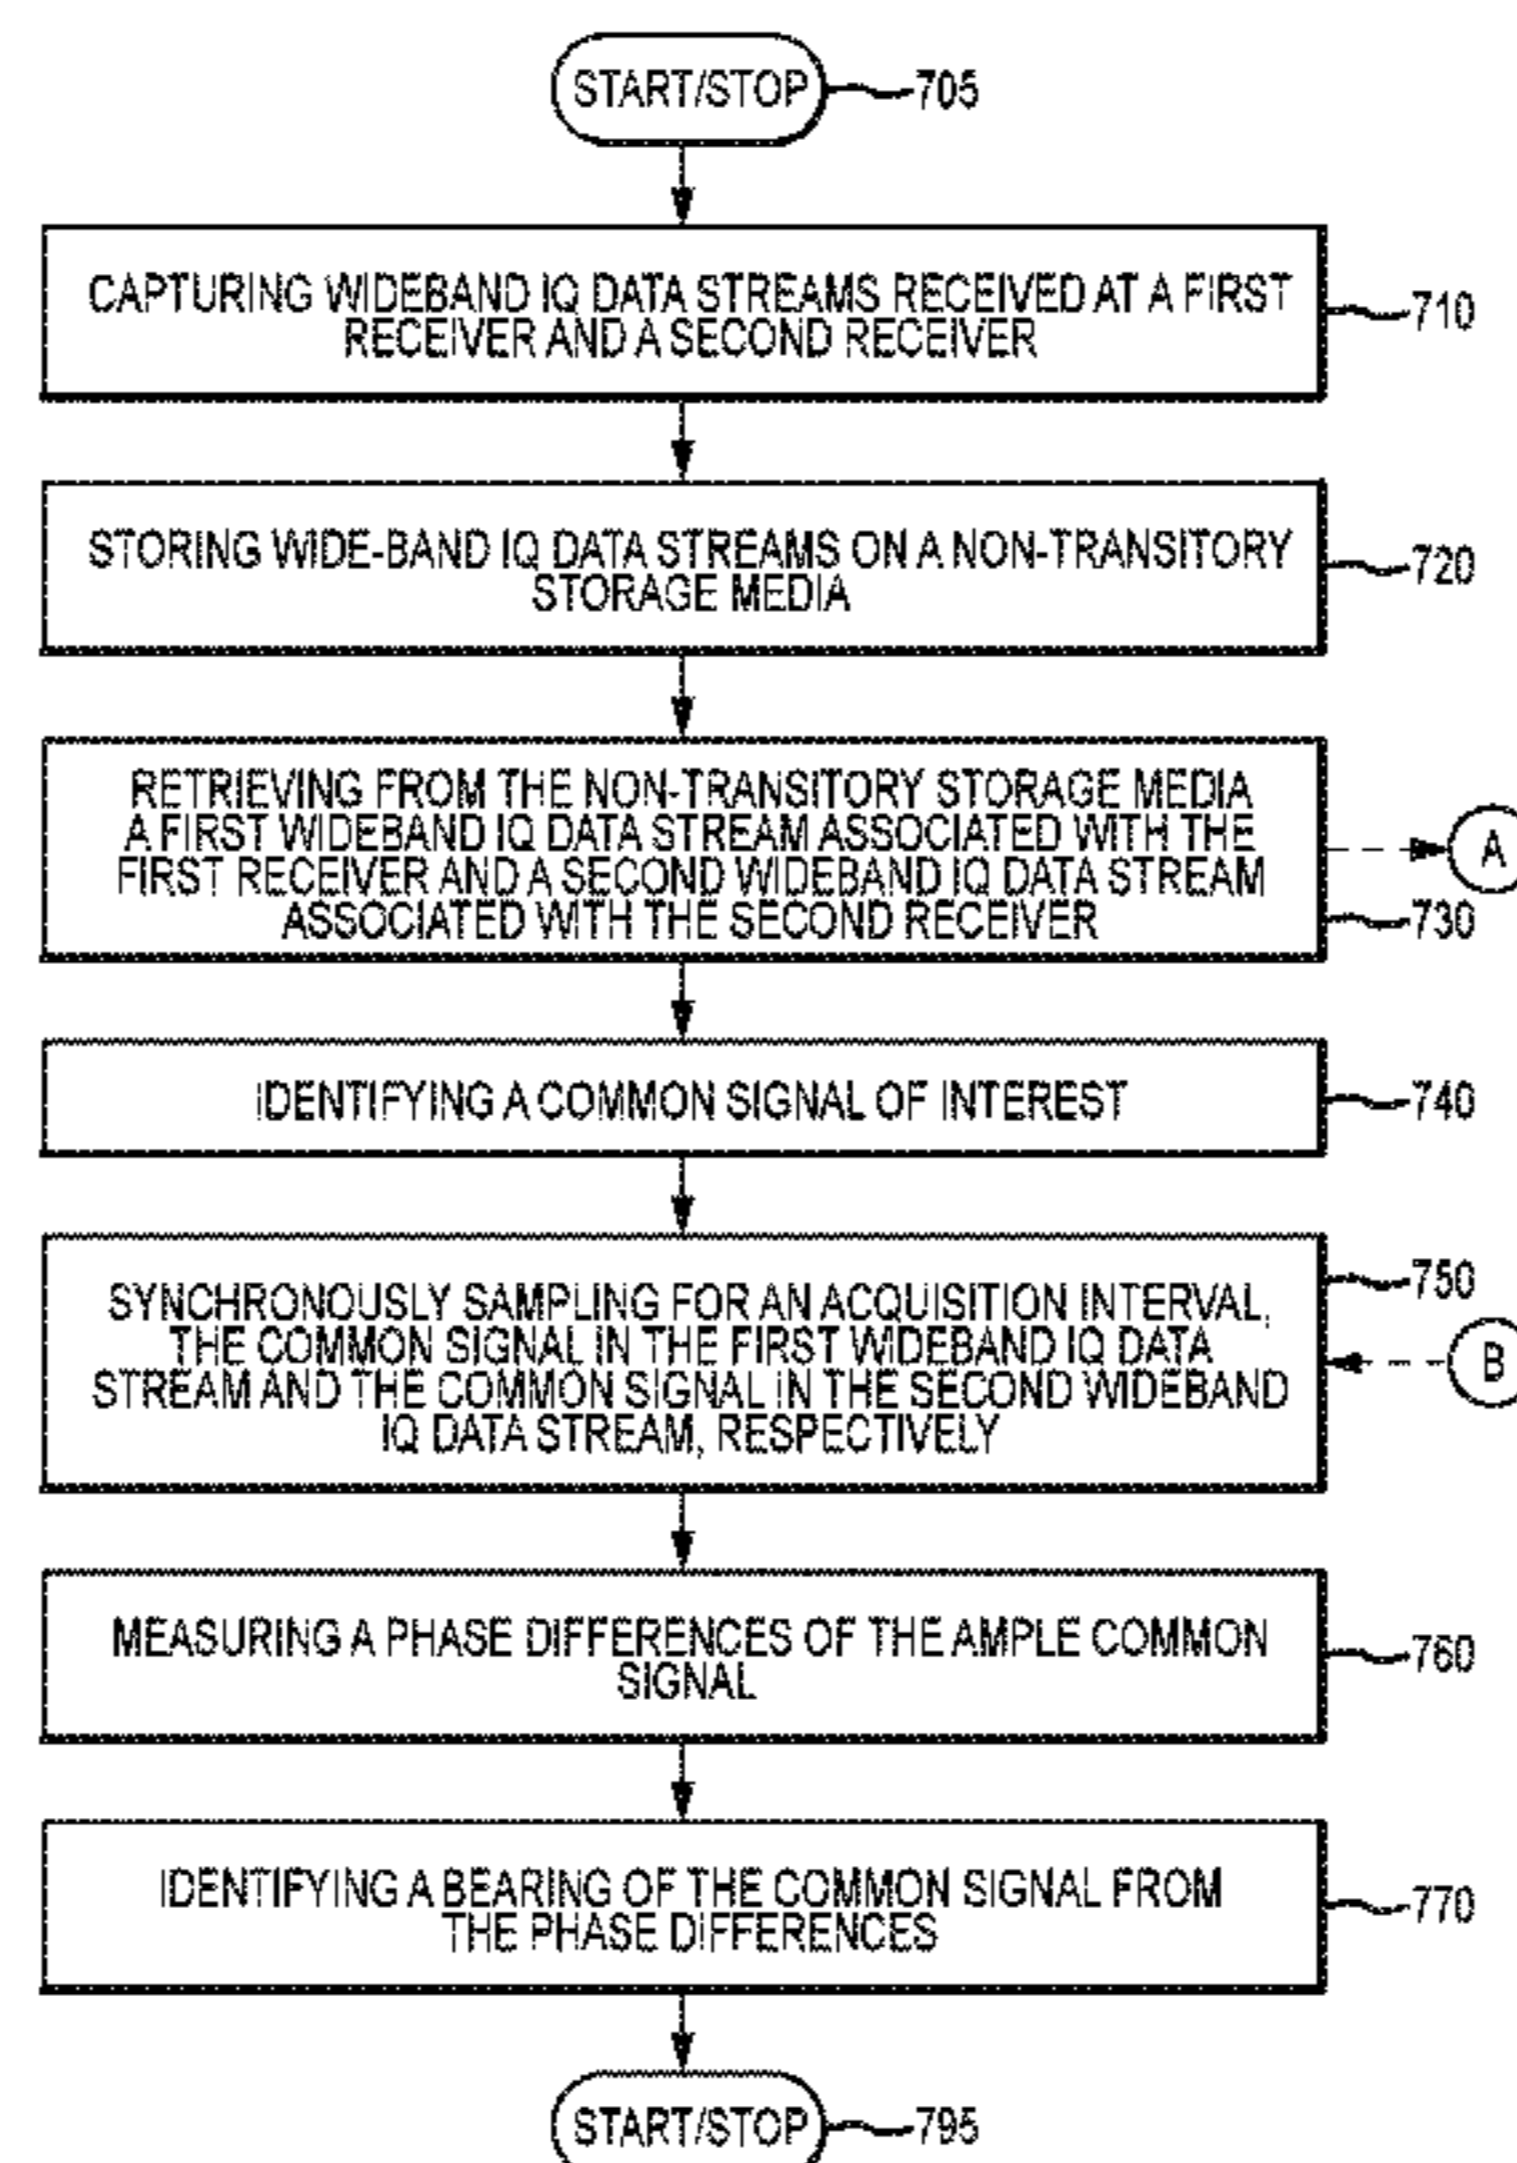 START/STOP
705
CAPTURING WIDEBAND IQ DATA STREAMS RECEIVED AT A FIRST
RECEIVER AND A SECOND RECEIVER
710
STORING WIDE-BAND IQ DATA STREAMS ON A NON-TRANSITORY
STORAGE MEDIA
720
RETRIEVING FROM THE NON-TRANSITORY STORAGE MEDIA
A FIRST WIDEBAND IQ DATA STREAM ASSOCIATED WITH THE
FIRST RECEIVER AND A SECOND WIDEBAND IQ DATA STREAM
ASSOCIATED WITH THE SECOND RECEIVER
A
730
IDENTIFYING A COMMON SIGNAL OF INTEREST
740
SYNCHRONOUSLY SAMPLING FOR AN ACQUISITION INTERVAL,
THE COMMON SIGNAL IN THE FIRST WIDEBAND IQ DATA
STREAM AND THE COMMON SIGNAL IN THE SECOND WIDEBAND
IQ DATA STREAM, RESPECTIVELY
750
B
MEASURING A PHASE DIFFERENCES OF THE AMPLE COMMON
SIGNAL
760
IDENTIFYING A BEARING OF THE COMMON SIGNAL FROM
THE PHASE DIFFERENCES
770
START/STOP
795